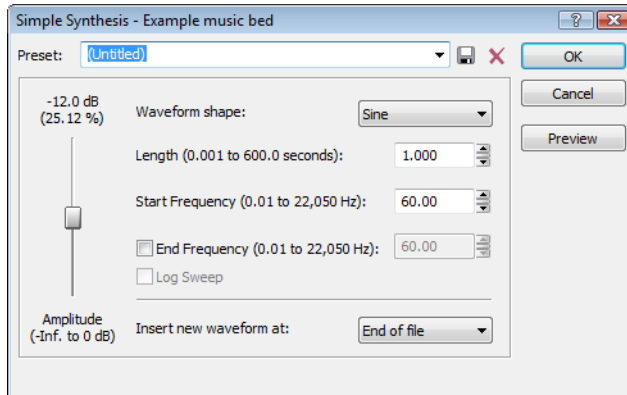 Simple Synthesis - Example music bed
Preset: (Untitled)
OK
Cancel
Preview
-12.0 dB
(25.12 %)
Waveform shape: Sine
Length (0.001 to 600.0 seconds): 1.000
Start Frequency (0.01 to 22,050 Hz): 60.00
End Frequency (0.01 to 22,050 Hz): 60.00
Log Sweep
Amplitude
(-Inf. to 0 dB)
Insert new waveform at: End of file